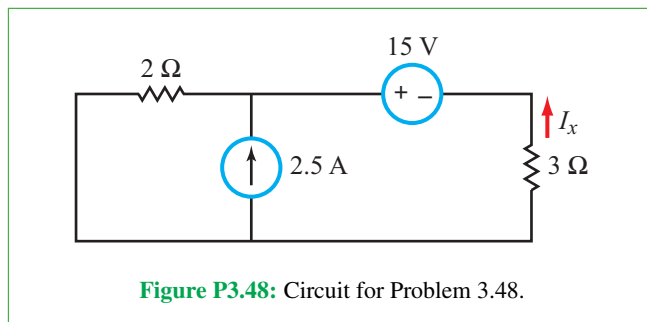 15 V
2 Ω
+ −
I_x
2.5 A
3 Ω
Figure P3.48: Circuit for Problem 3.48.